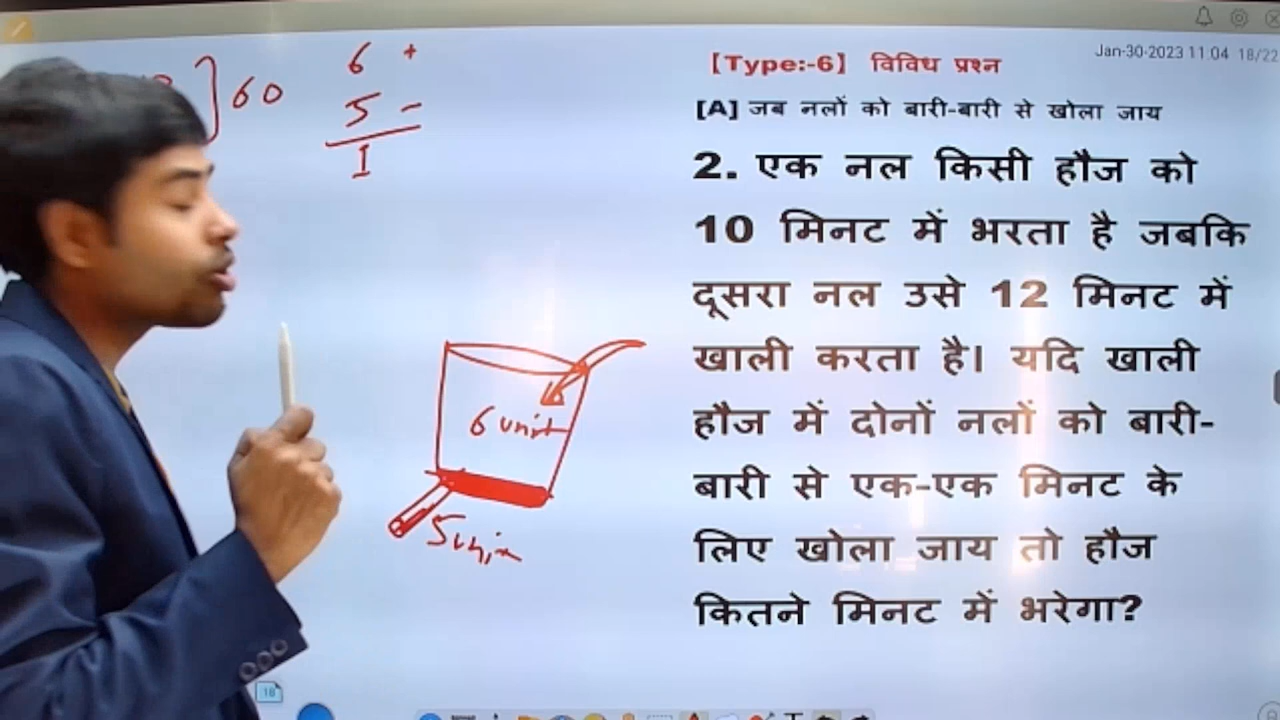 Jan-30-2023 11:04 18/22
【Type:-6】 विविध प्रश्न
[A] जब नलों को बारी-बारी से खोला जाय
2. एक नल किसी हौज को
10 मिनट में भरता है जबकि
दूसरा नल उसे 12 मिनट में
खाली करता है। यदि खाली
हौज में दोनों नलों को बारी-
बारी से एक-एक मिनट के
लिए खोला जाय तो हौज
कितने मिनट में भरेगा?
60
6 +
5 -
1
6 unit
5 unit
18